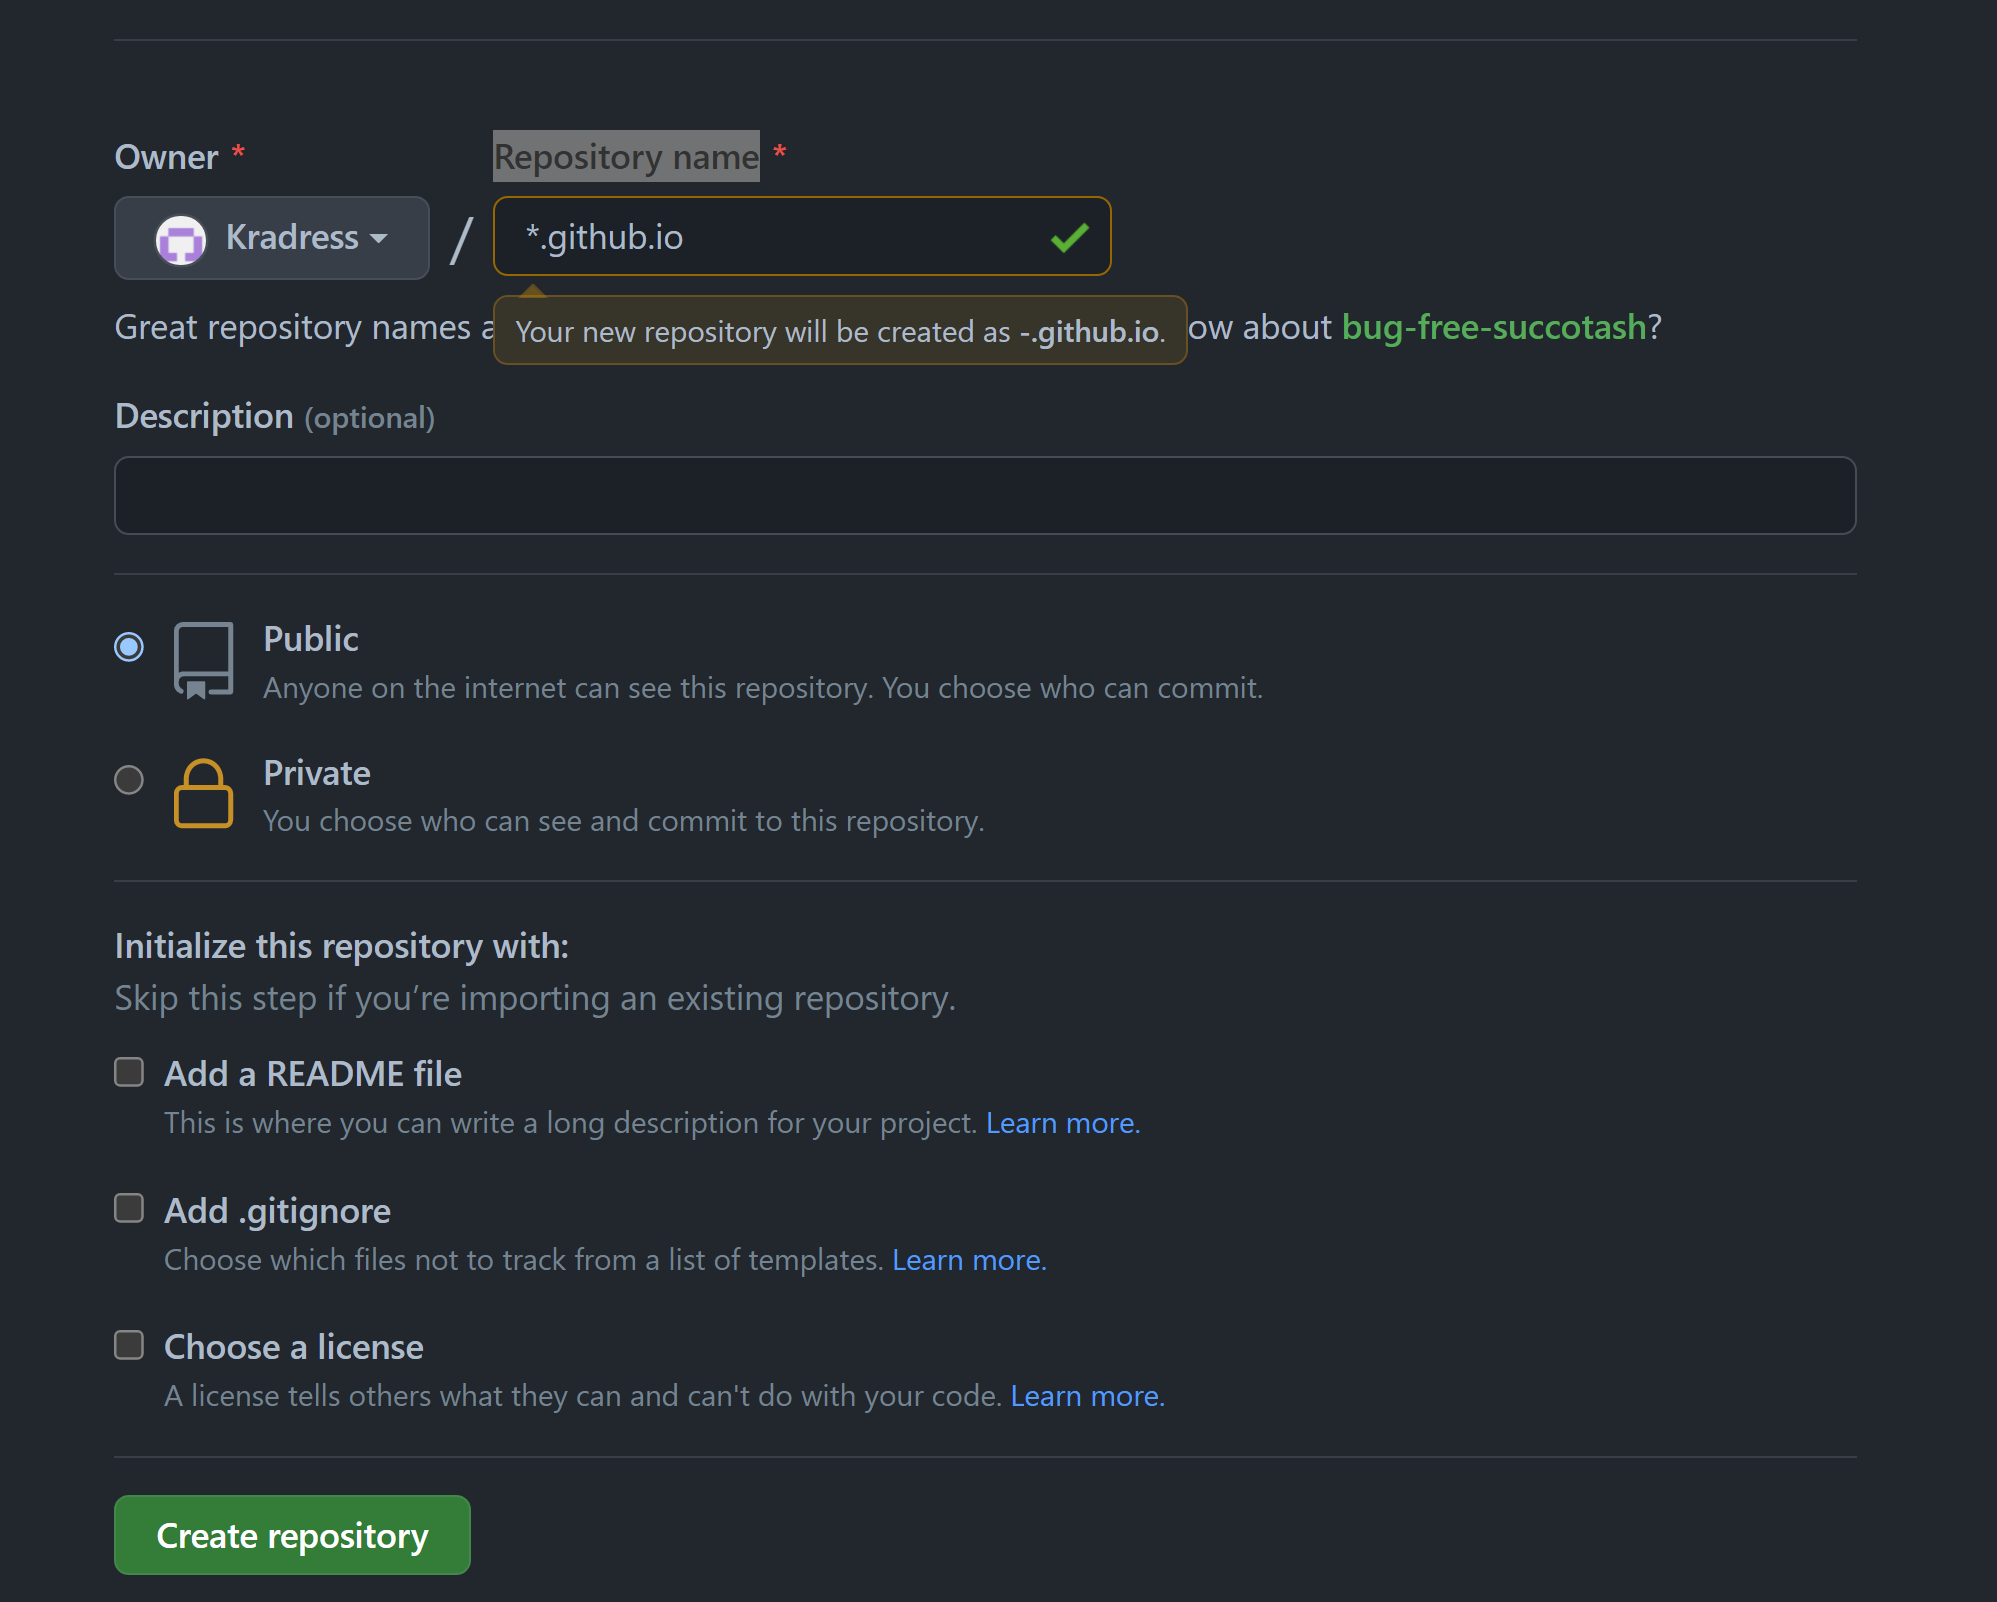 Owner *
Repository name *
Kradress
/
*.github.io
Great repository names a
Your new repository will be created as -.github.io.
ow about bug-free-succotash?
Description (optional)
Public
Anyone on the internet can see this repository. You choose who can commit.
Private
You choose who can see and commit to this repository.
Initialize this repository with:
Skip this step if you’re importing an existing repository.
Add a README file
This is where you can write a long description for your project. Learn more.
Add .gitignore
Choose which files not to track from a list of templates. Learn more.
Choose a license
A license tells others what they can and can't do with your code. Learn more.
Create repository